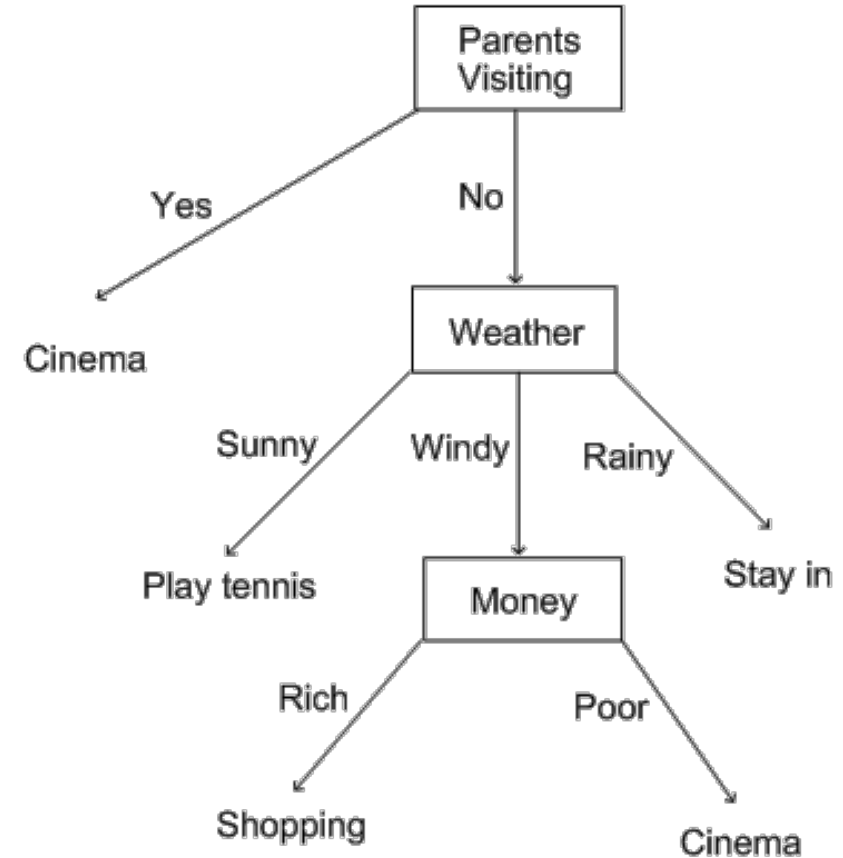 Parents
Visiting
Yes
No
Weather
Cinema
Sunny
Windy
Rainy
Play tennis
Money
Stay in
Rich
Poor
Shopping
Cinema